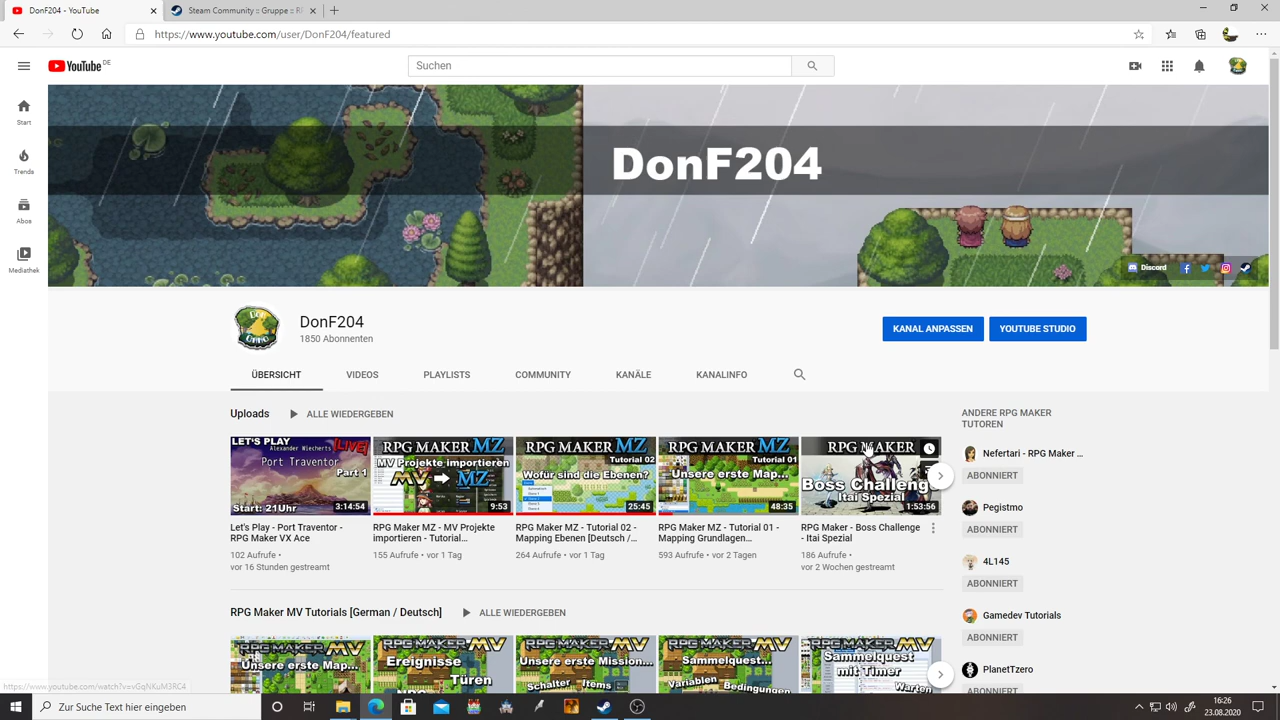 DonF204 - YouTube
Steam Community :: Gruppe :: RP
https://www.youtube.com/user/DonF204/featured
YouTube DE
Suchen
Start
Trends
Abos
Mediathek
DonF204
Discord
DonF204
1850 Abonnenten
KANAL ANPASSEN
YOUTUBE STUDIO
ÜBERSICHT
VIDEOS
PLAYLISTS
COMMUNITY
KANÄLE
KANALINFO
Uploads
ALLE WIEDERGEBEN
LET'S PLAY
[LIVE]
Alexander Wiecherts
Port Traventor
Part 1
Start: 21Uhr
3:14:54
Let's Play - Port Traventor -
RPG Maker VX Ace
102 Aufrufe •
vor 16 Stunden gestreamt
RPG MAKER MZ
MV Projekte
importieren
MV
MZ
9:53
RPG Maker MZ - MV Projekte
importieren - Tutorial...
155 Aufrufe • vor 1 Tag
RPG MAKER MZ
Tutorial 02
Wofür sind die Ebenen?
25:45
RPG Maker MZ - Tutorial 02 -
Mapping Ebenen [Deutsch /...
264 Aufrufe • vor 1 Tag
RPG MAKER MZ
Tutorial 01
Unsere erste Map...
48:35
RPG Maker MZ - Tutorial 01 -
Mapping Grundlagen...
593 Aufrufe • vor 2 Tagen
RPG MAKER
Boss Challenge
Itai Spezial
1:53:56
RPG Maker - Boss Challenge
- Itai Spezial
186 Aufrufe •
vor 2 Wochen gestreamt
ANDERE RPG MAKER
TUTOREN
Nefertari - RPG Maker ...
ABONNIERT
Pegistmo
ABONNIERT
4L145
ABONNIERT
Gamedev Tutorials
ABONNIERT
PlanetTzero
ABONNIERT
RPG Maker MV Tutorials [German / Deutsch]
ALLE WIEDERGEBEN
RPG MAKER MV
Unsere erste Map...
RPG MAKER MV
Ereignisse
Türen
RPG MAKER MV
Unsere erste Mission...
Schalter
Items
RPG MAKER MV
Sammelquest...
Variablen
Bedingungen
RPG MAKER MV
Sammelquest
mit Timer
Warten
https://www.youtube.com/watch?v=vGqNKuM3RC4
Zur Suche Text hier eingeben
16:26
23.08.2020